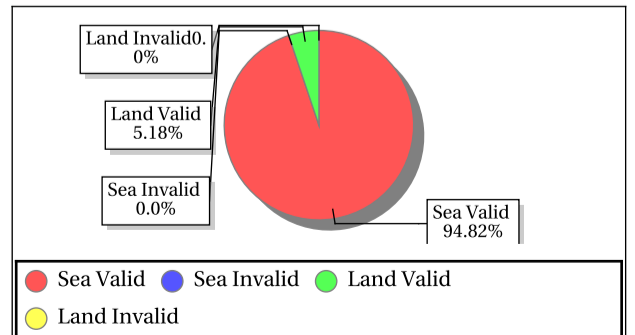 Land Invalid0.
0%
Land Valid
5.18%
Sea Invalid
0.0%
Sea Valid
94.82%
Sea Valid Sea Invalid Land Valid
Land Invalid